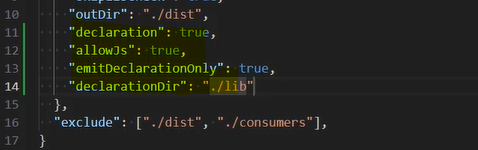 10 "outDir": "./dist",
11 "declaration": true,
12 "allowJs": true,
13 "emitDeclarationOnly": true,
14 "declarationDir": "./lib"
15 },
16 "exclude": ["./dist", "./consumers"],
17 }